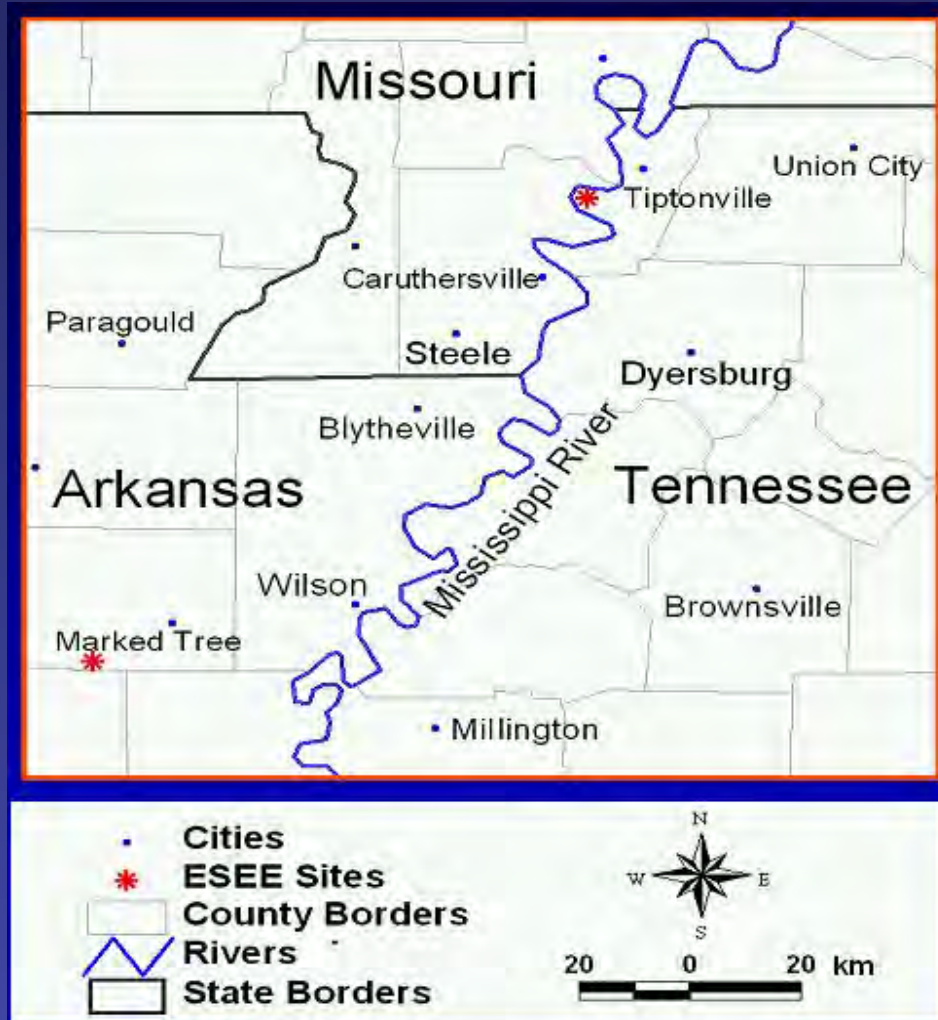 Missouri
Union City
Tiptonville
Caruthersville
Paragould
Steele
Dyersburg
Blytheville
Mississippi River
Arkansas
Tennessee
Wilson
Brownsville
Marked Tree
Millington
Cities
ESEE Sites
County Borders
Rivers
State Borders
N
W E
S
20 0 20 km